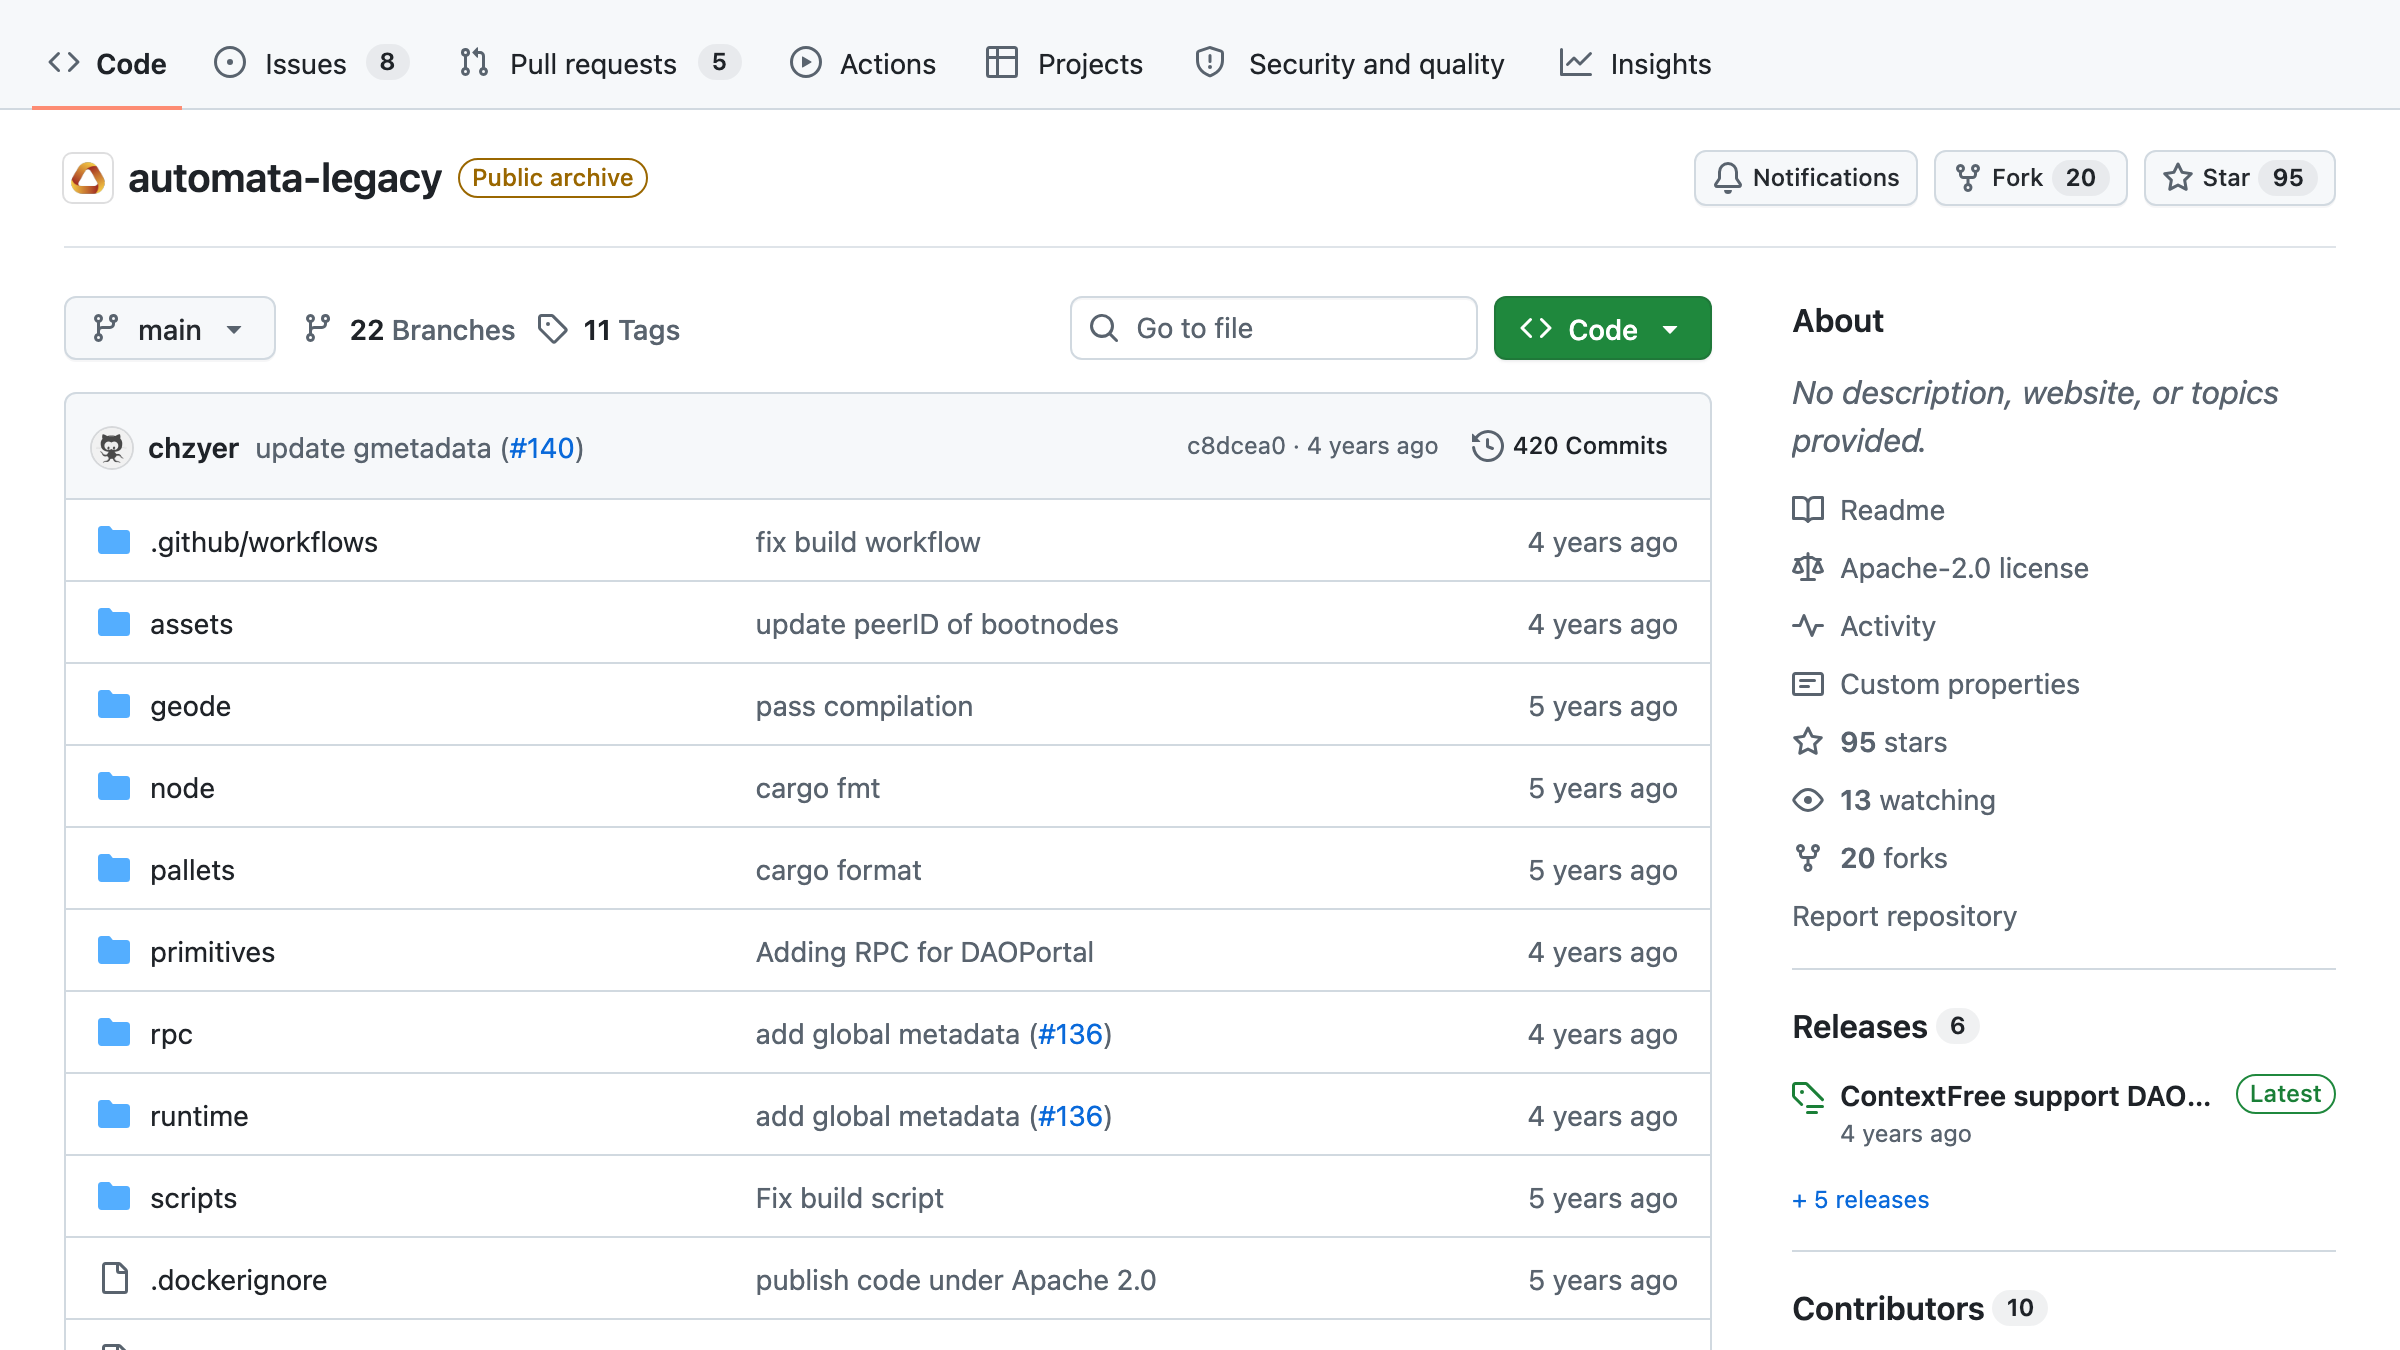 Code Issues 8 Pull requests 5 Actions Projects Security and quality Insights
automata-legacy Public archive Notifications Fork 20 Star 95
main 22 Branches 11 Tags Go to file Code
chzyer update gmetadata (#140) c8dcea0 · 4 years ago 420 Commits
.github/workflows fix build workflow 4 years ago
assets update peerID of bootnodes 4 years ago
geode pass compilation 5 years ago
node cargo fmt 5 years ago
pallets cargo format 5 years ago
primitives Adding RPC for DAOPortal 4 years ago
rpc add global metadata (#136) 4 years ago
runtime add global metadata (#136) 4 years ago
scripts Fix build script 5 years ago
.dockerignore publish code under Apache 2.0 5 years ago
About
No description, website, or topics
provided.
Readme
Apache-2.0 license
Activity
Custom properties
95 stars
13 watching
20 forks
Report repository
Releases 6
ContextFree support DAO... Latest
4 years ago
+ 5 releases
Contributors 10